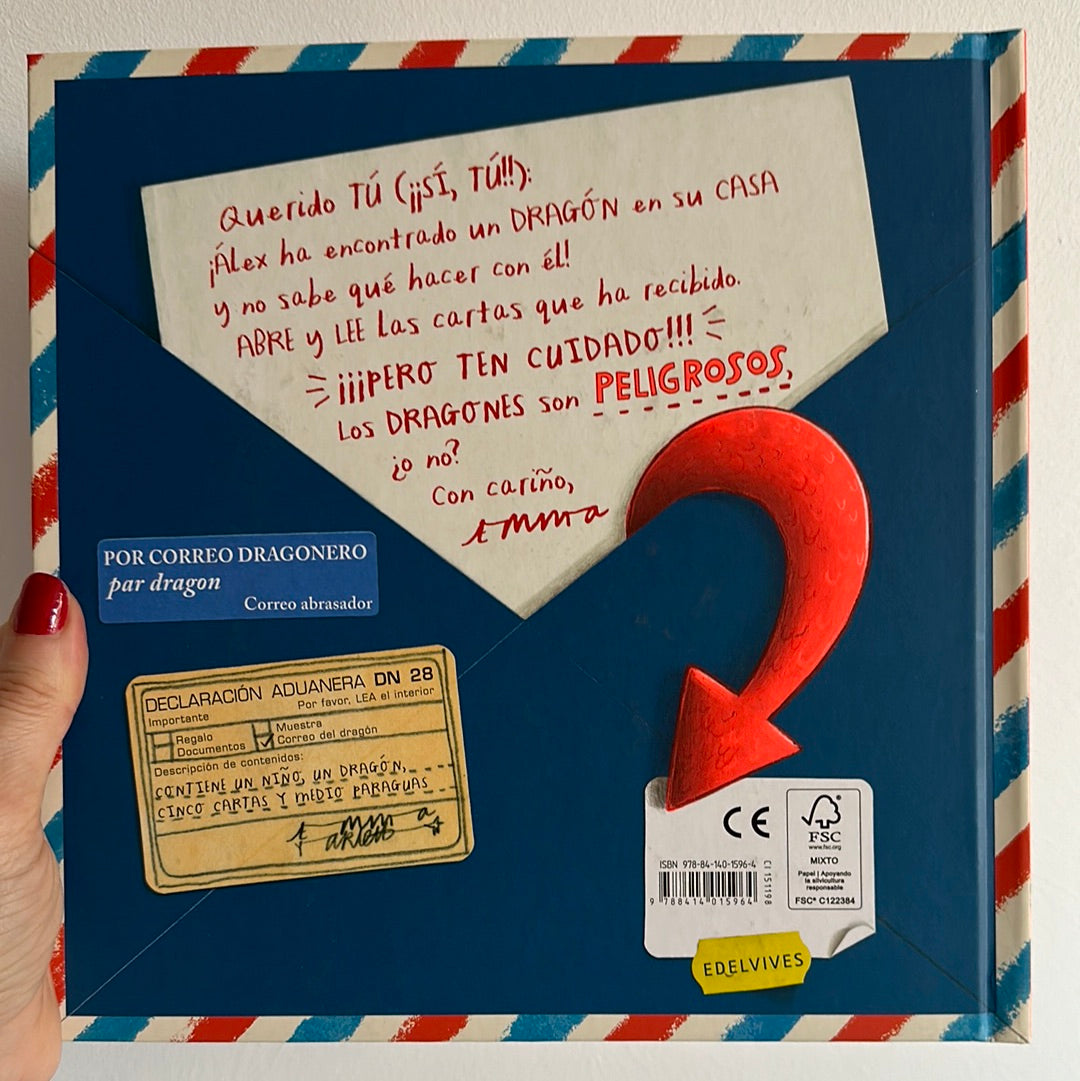 Querido TÚ (¡¡SÍ, TÚ!!):
¡Álex ha encontrado un DRAGÓN en su CASA
y no sabe qué hacer con él!
ABRE y LEE las cartas que ha recibido.
¡¡¡PERO TEN CUIDADO!!!
Los DRAGONES son PELIGROSOS,
¿o no?
Con cariño,
Emma
POR CORREO DRAGONERO
par dragon
Correo abrasador
DECLARACIÓN ADUANERA DN 28
Por favor, LEA el interior
Importante
Regalo
Muestra
Documentos
Correo del dragón
Descripción de contenidos:
CONTIENE UN NIÑO, UN DRAGÓN,
CINCO CARTAS Y MEDIO PARAGUAS
CE
FSC
www.fsc.org
MIXTO
Papel | Apoyando
la silvicultura
responsable
FSC® C122384
ISBN 978-84-140-1596-4
9 788414 015964
CI 151198
EDELVIVES